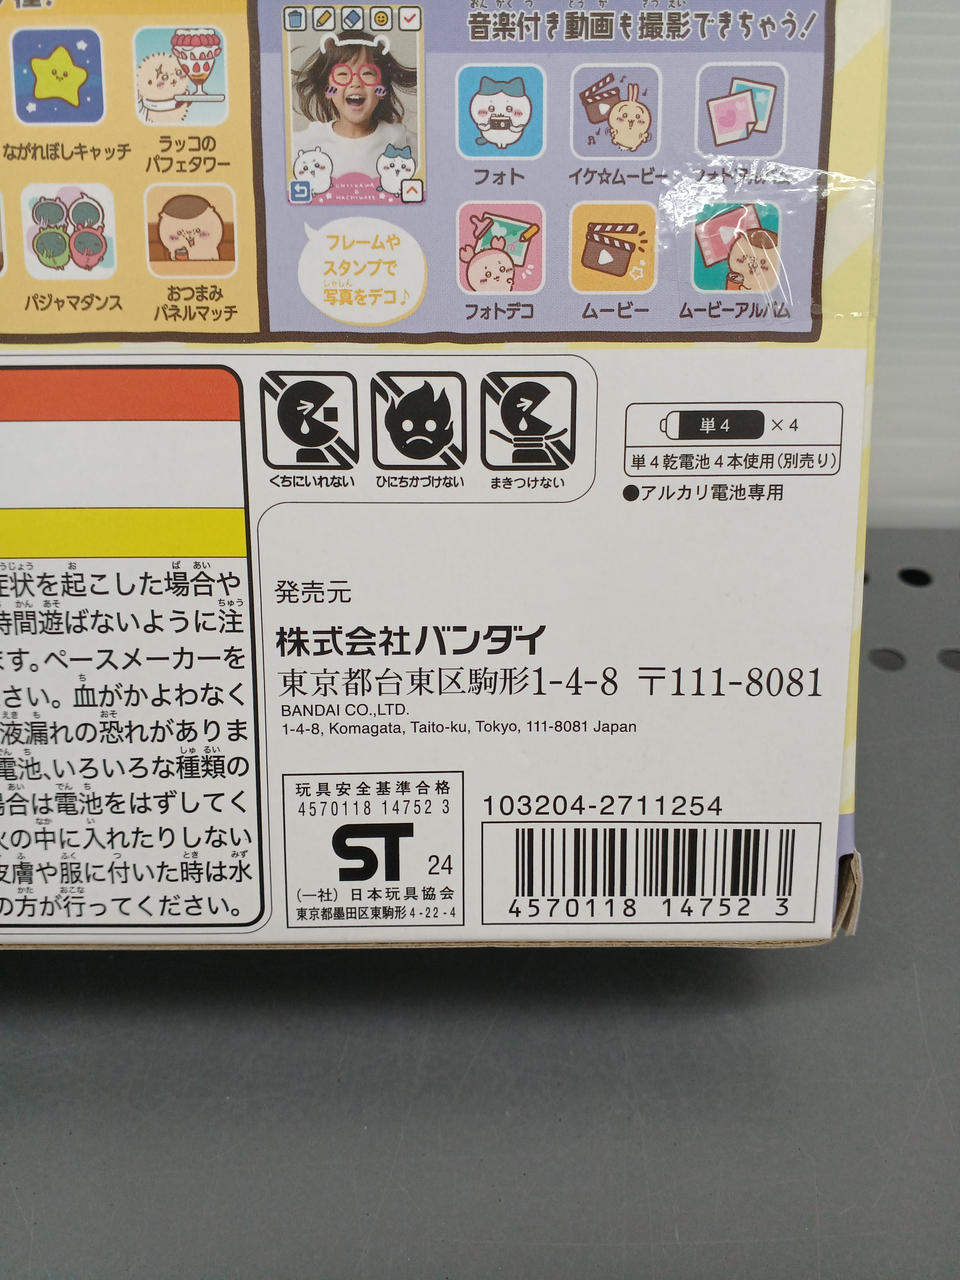 ながれぼしキャッチ
ラッコの
パフェタワー
パジャマダンス
おつまみ
パネルマッチ
音楽付き動画も撮影できちゃう!
CHIIKAWA
&
HACHIWARE
フレームや
スタンプで
写真をデコ♪
フォト
イケ☆ムービー
フォトアルバム
フォトデコ
ムービー
ムービーアルバム
くちにいれない
ひにちかづけない
まきつけない
単4 ×4
単4乾電池4本使用(別売り)
●アルカリ電池専用
症状を起こした場合や
時間遊ばないように注
ます。ペースメーカーを
さい。血がかよわなく
液漏れの恐れがありま
電池、いろいろな種類の
場合は電池をはずしてく
火の中に入れたりしない
皮膚や服に付いた時は水
の方が行ってください。
発売元
株式会社バンダイ
東京都台東区駒形1-4-8 〒111-8081
BANDAI CO.,LTD.
1-4-8, Komagata, Taito-ku, Tokyo, 111-8081 Japan
玩具安全基準合格
4570118 14752 3
ST 24
(一社) 日本玩具協会
東京都墨田区東駒形4-22-4
103204-2711254
4570118 14752 3